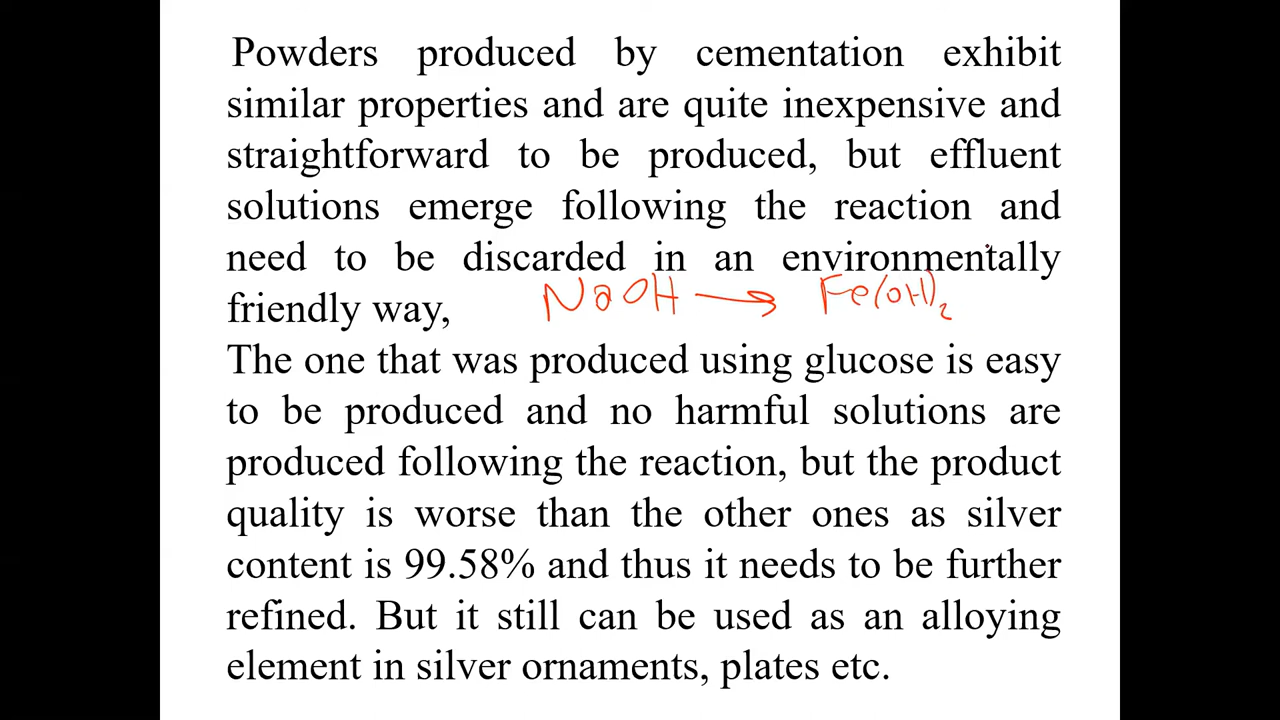 Powders produced by cementation exhibit
similar properties and are quite inexpensive and
straightforward to be produced, but effluent
solutions emerge following the reaction and
need to be discarded in an environmentally
friendly way,
NaOH → Fe(OH)₂
The one that was produced using glucose is easy
to be produced and no harmful solutions are
produced following the reaction, but the product
quality is worse than the other ones as silver
content is 99.58% and thus it needs to be further
refined. But it still can be used as an alloying
element in silver ornaments, plates etc.